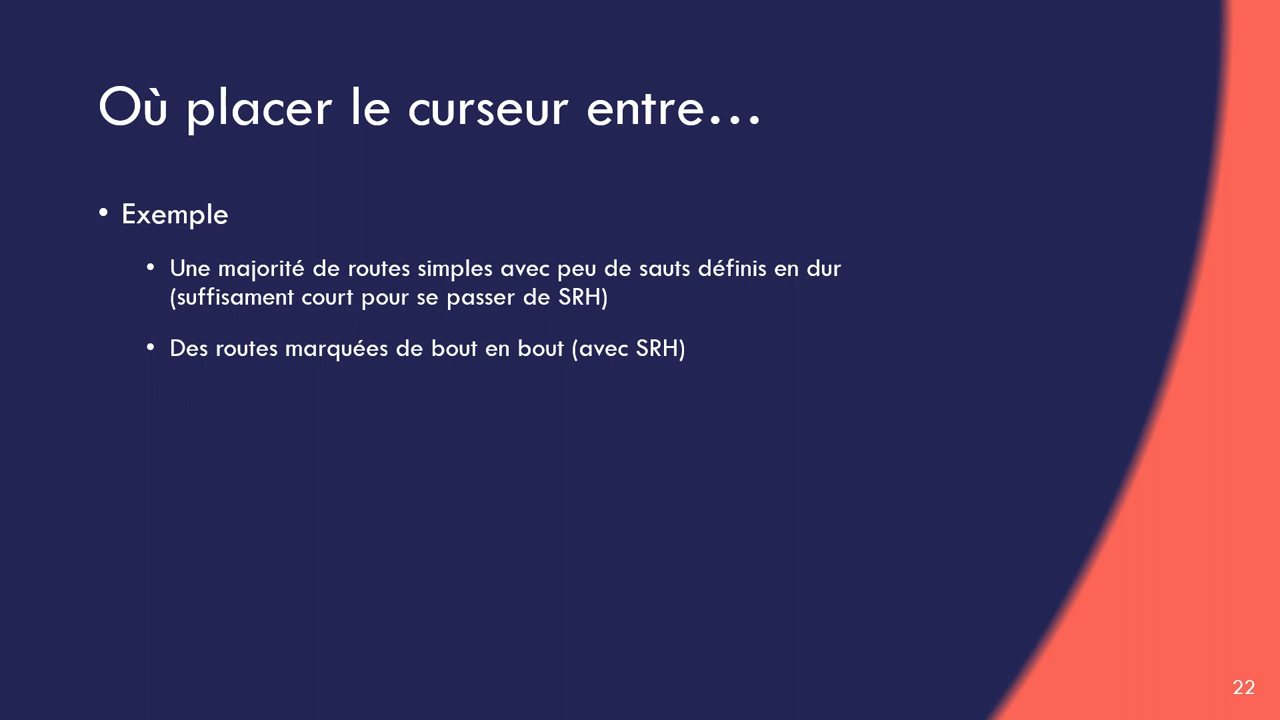 Où placer le curseur entre…
• Exemple
• Une majorité de routes simples avec peu de sauts définis en dur
(suffisament court pour se passer de SRH)
• Des routes marquées de bout en bout (avec SRH)
22